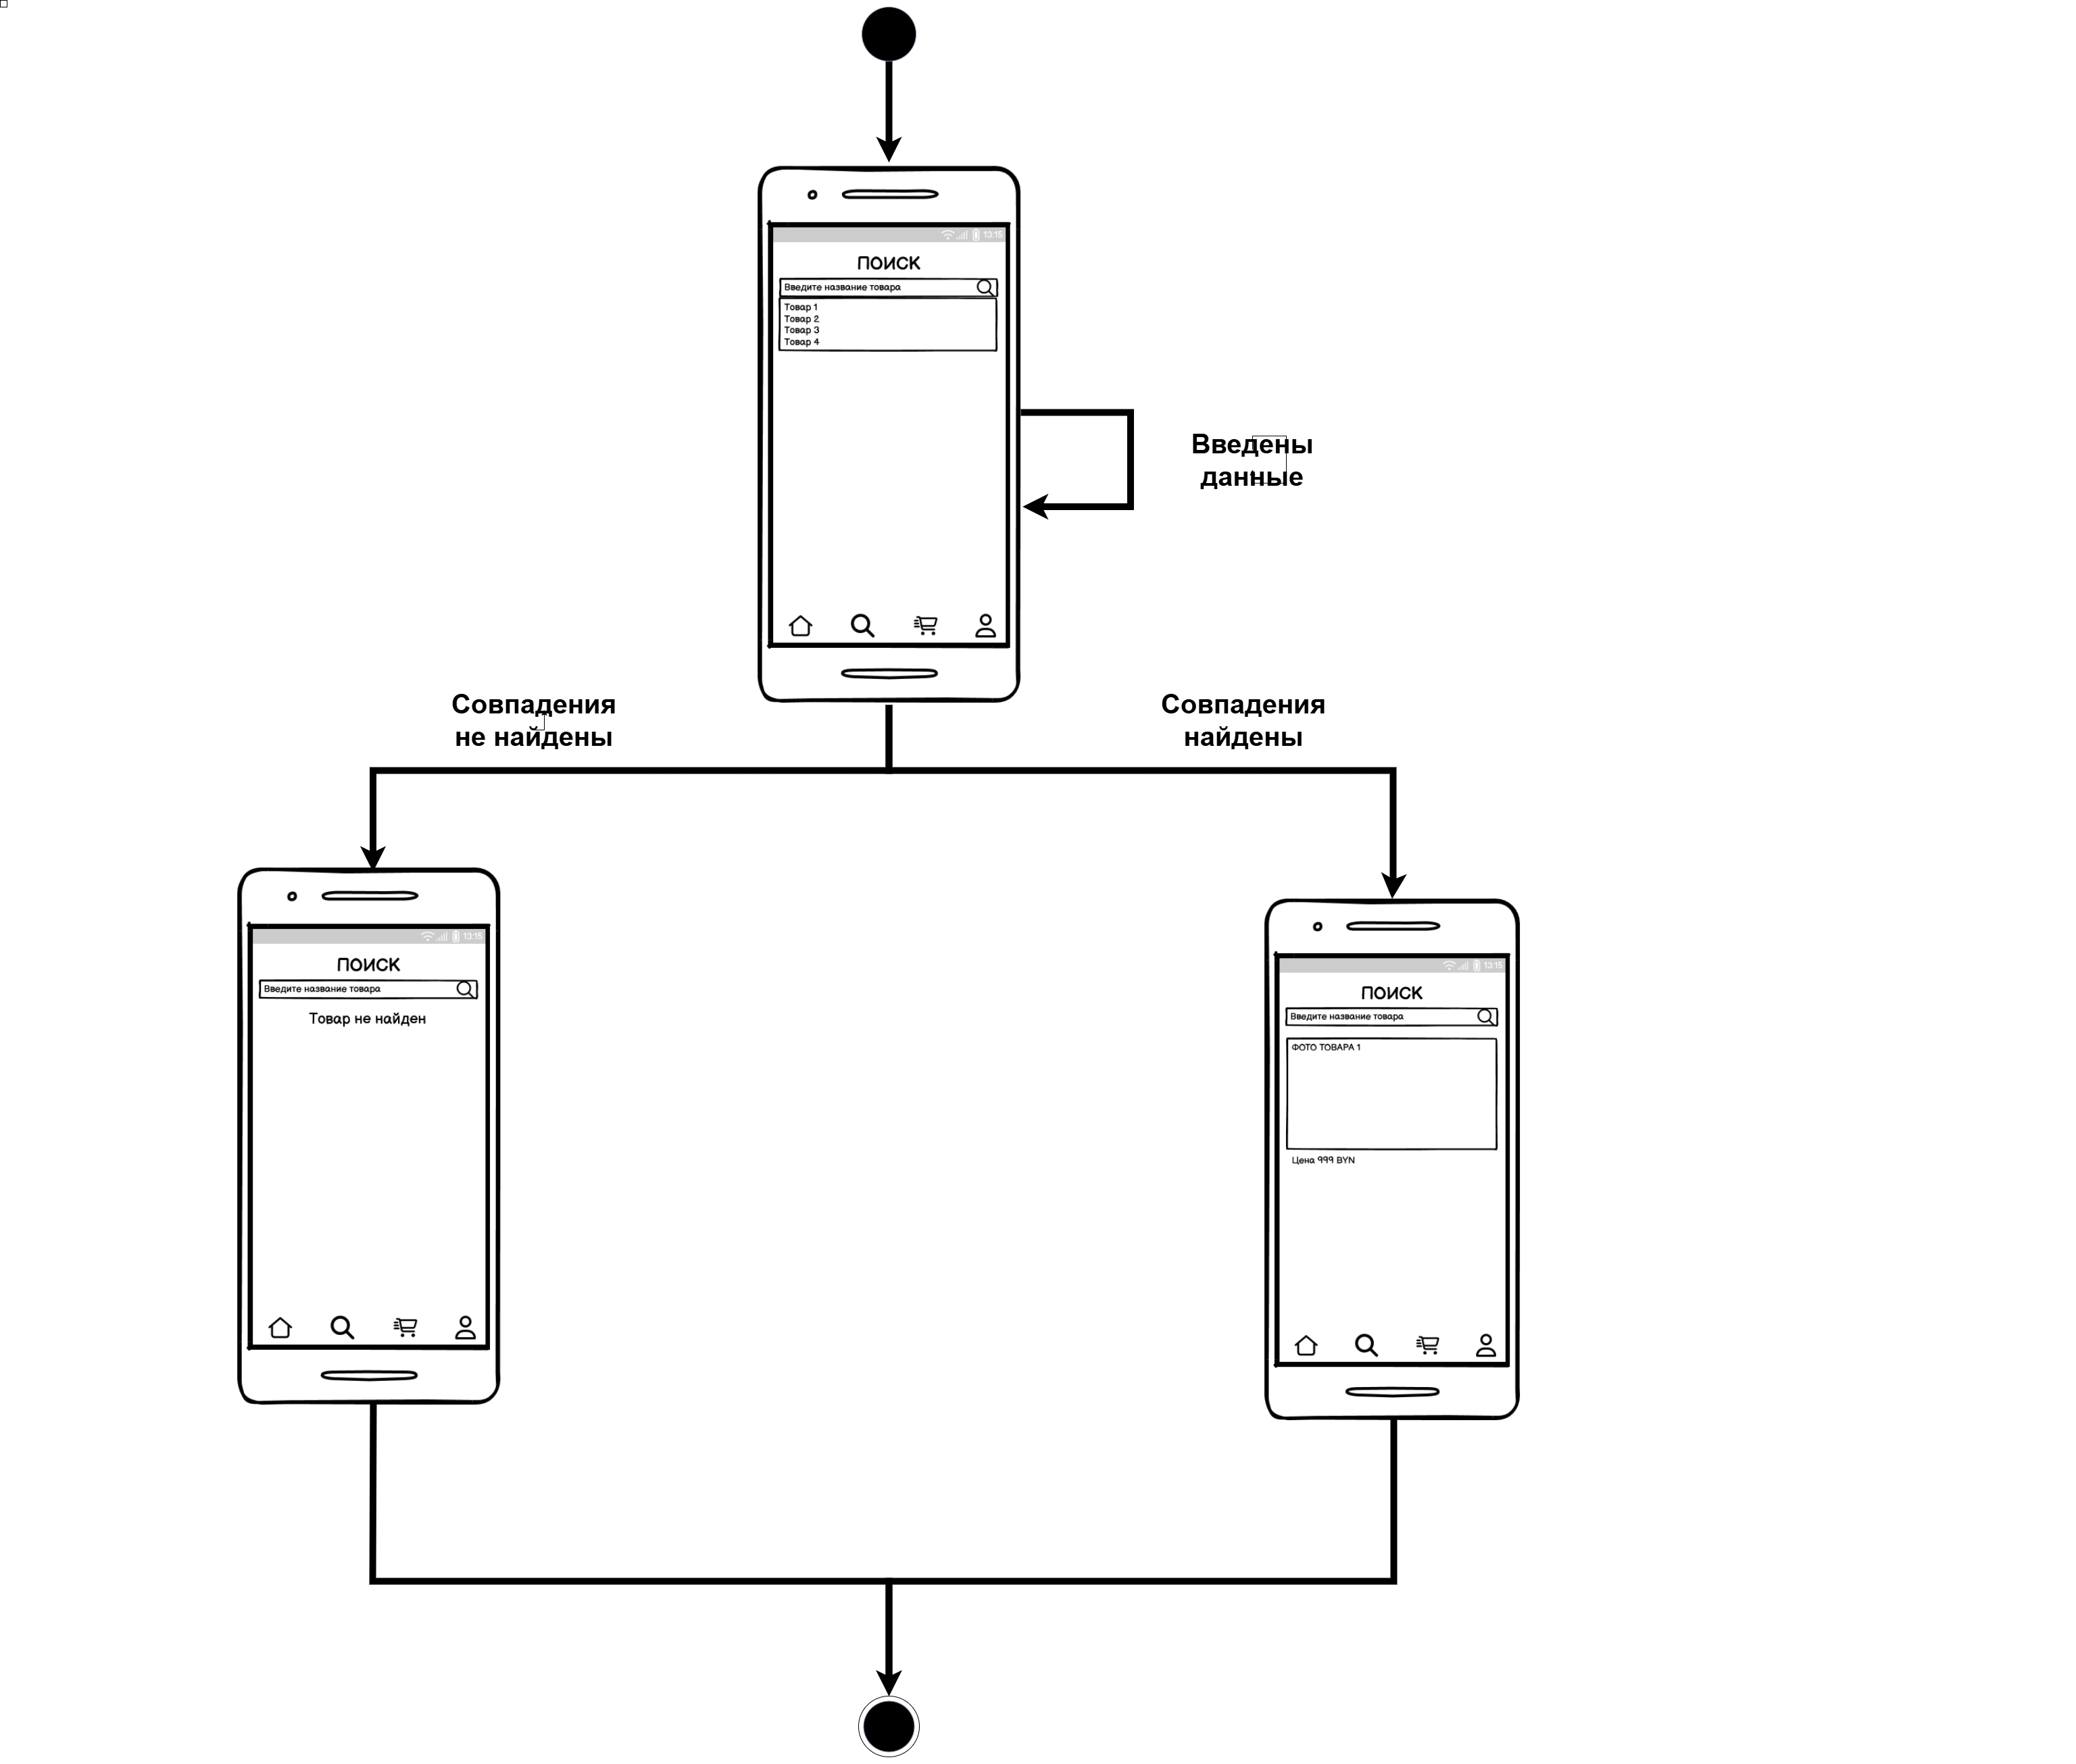 13:15
ПОИСК
Введите название товара
Товар 1
Товар 2
Товар 3
Товар 4
Введены
данные
Совпадения
не найдены
Совпадения
найдены
13:15
ПОИСК
Введите название товара
Товар не найден
13:15
ПОИСК
Введите название товара
ФОТО ТОВАРА 1
Цена 999 BYN